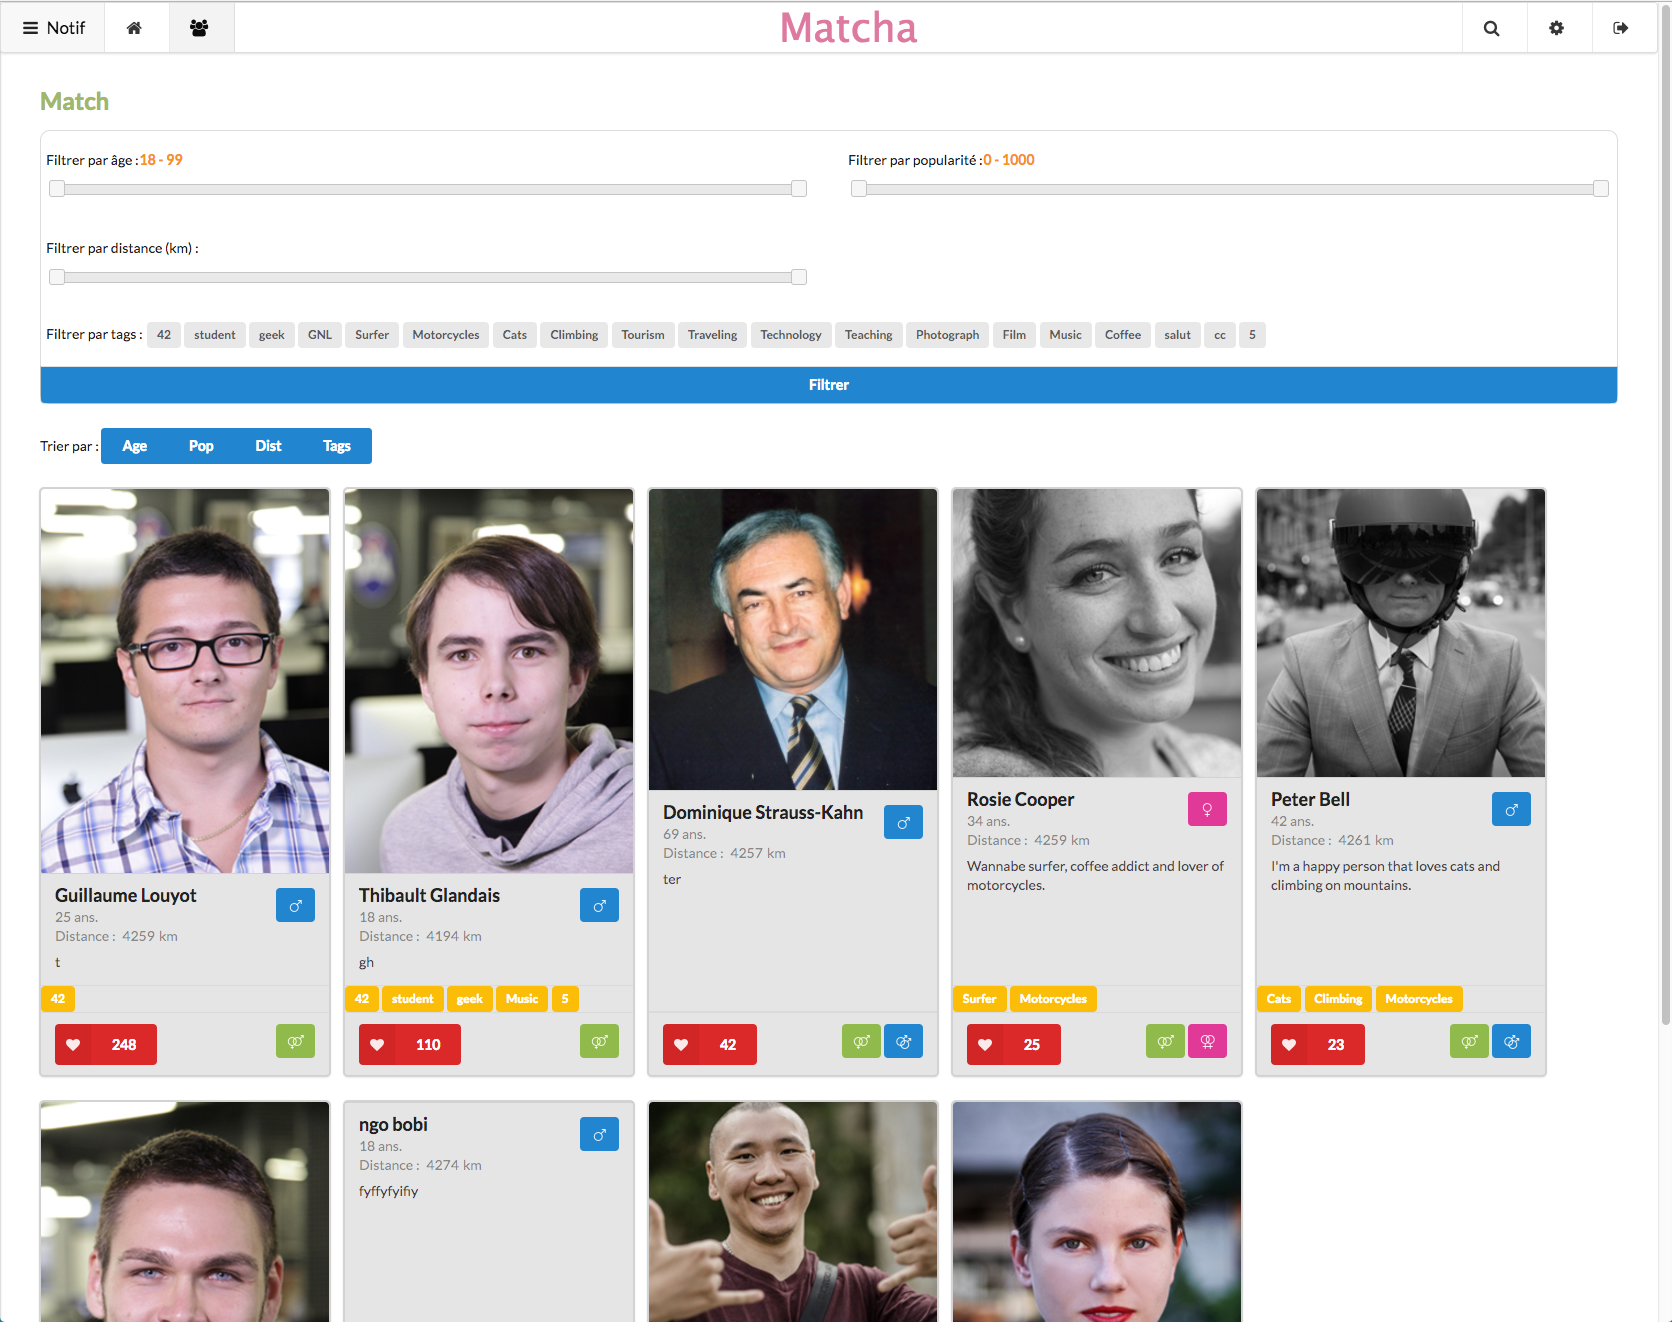 Notif
Matcha
Match
Filtrer par âge : 18 - 99
Filtrer par popularité : 0 - 1000
Filtrer par distance (km) :
Filtrer par tags : 42 student geek GNL Surfer Motorcycles Cats Climbing Tourism Traveling Technology Teaching Photograph Film Music Coffee salut cc 5
Filtrer
Trier par : Age Pop Dist Tags
Guillaume Louyot
25 ans.
Distance : 4259 km
t
42
248
Thibault Glandais
18 ans.
Distance : 4194 km
gh
42 student geek Music 5
110
Dominique Strauss-Kahn
69 ans.
Distance : 4257 km
ter
42
Rosie Cooper
34 ans.
Distance : 4259 km
Wannabe surfer, coffee addict and lover of
motorcycles.
Surfer Motorcycles
25
Peter Bell
42 ans.
Distance : 4261 km
I'm a happy person that loves cats and
climbing on mountains.
Cats Climbing Motorcycles
23
ngo bobi
18 ans.
Distance : 4274 km
fyffyfyifiy